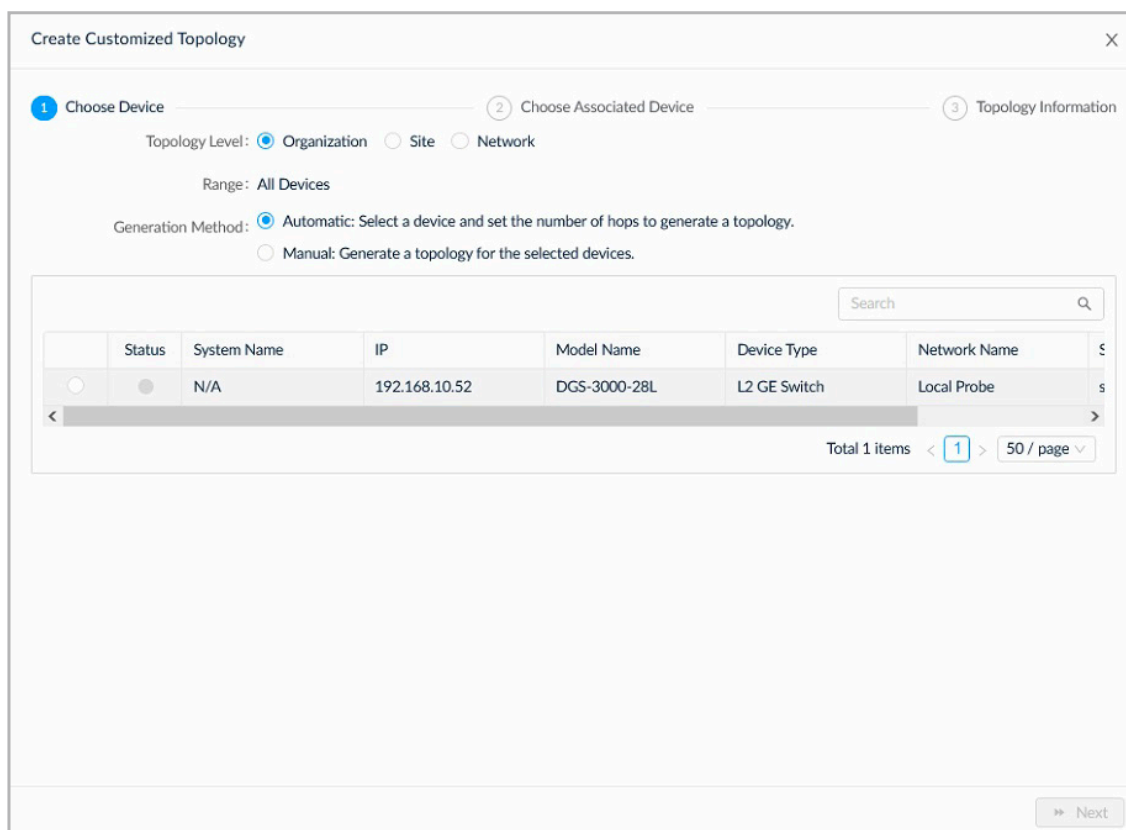 Create Customized Topology
1 Choose Device 2 Choose Associated Device 3 Topology Information
Topology Level: Organization Site Network
Range: All Devices
Generation Method: Automatic: Select a device and set the number of hops to generate a topology.
Manual: Generate a topology for the selected devices.
Search
Status System Name IP Model Name Device Type Network Name S
N/A 192.168.10.52 DGS-3000-28L L2 GE Switch Local Probe s
Total 1 items < 1 > 50 / page
Next